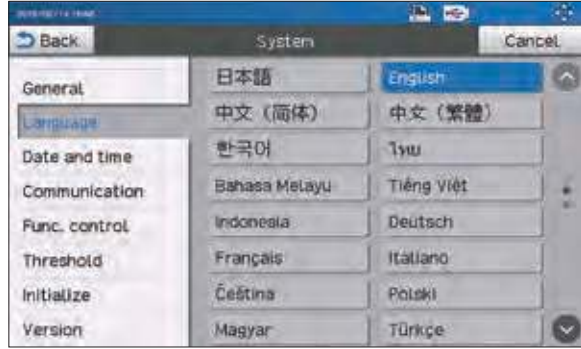 Back
System
Cancel
General
Language
Date and time
Communication
Func. control
Threshold
Initialize
Version
日本語
English
中文（简体）
中文（繁體）
한국어
ไทย
Bahasa Melayu
Tiếng Việt
Indonesia
Deutsch
Français
Italiano
Čeština
Polski
Magyar
Türkçe